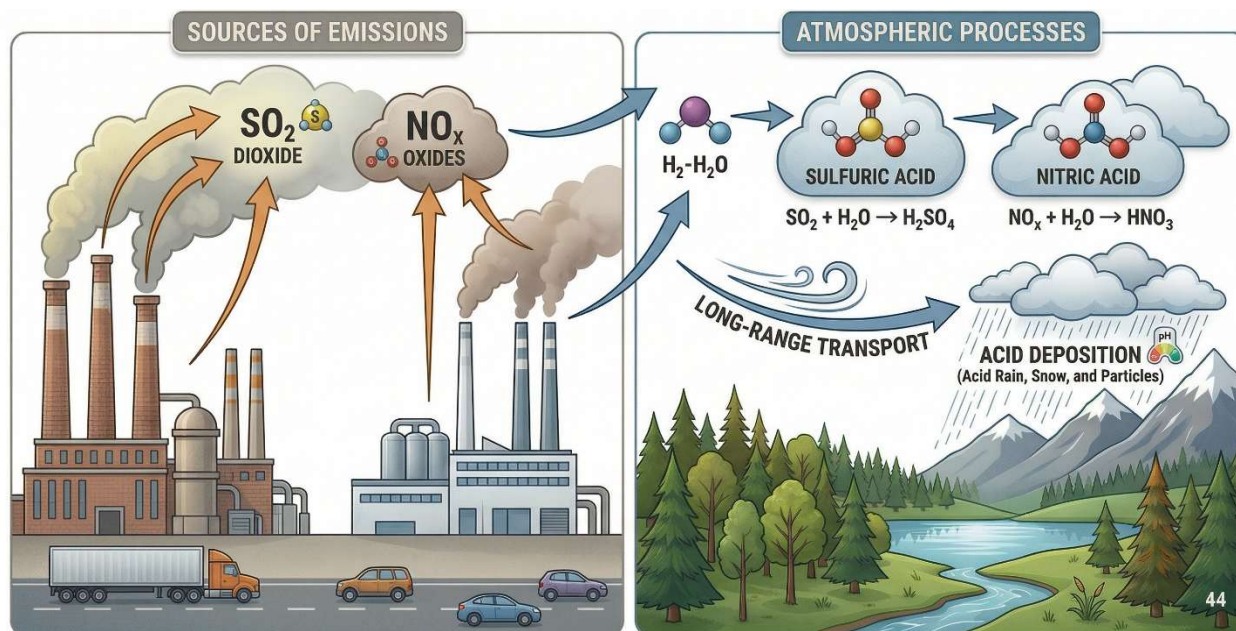 SOURCES OF EMISSIONS
SO₂
DIOXIDE
S
NOₓ
OXIDES
ATMOSPHERIC PROCESSES
H₂-H₂O
SULFURIC ACID
SO₂ + H₂O → H₂SO₄
NITRIC ACID
NOₓ + H₂O → HNO₃
LONG-RANGE TRANSPORT
pH
ACID DEPOSITION
(Acid Rain, Snow, and Particles)
44